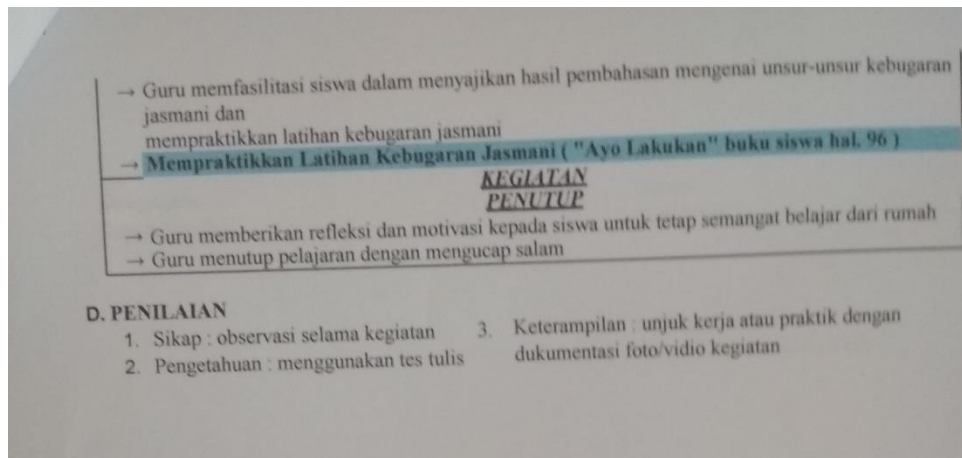 → Guru memfasilitasi siswa dalam menyajikan hasil pembahasan mengenai unsur-unsur kebugaran
jasmani dan
mempraktikkan latihan kebugaran jasmani
→ Mempraktikkan Latihan Kebugaran Jasmani ( "Ayo Lakukan" buku siswa hal. 96 )
KEGIATAN
PENUTUP
→ Guru memberikan refleksi dan motivasi kepada siswa untuk tetap semangat belajar dari rumah
→ Guru menutup pelajaran dengan mengucap salam
D. PENILAIAN
1. Sikap : observasi selama kegiatan
2. Pengetahuan : menggunakan tes tulis
3. Keterampilan : unjuk kerja atau praktik dengan
dukumentasi foto/vidio kegiatan